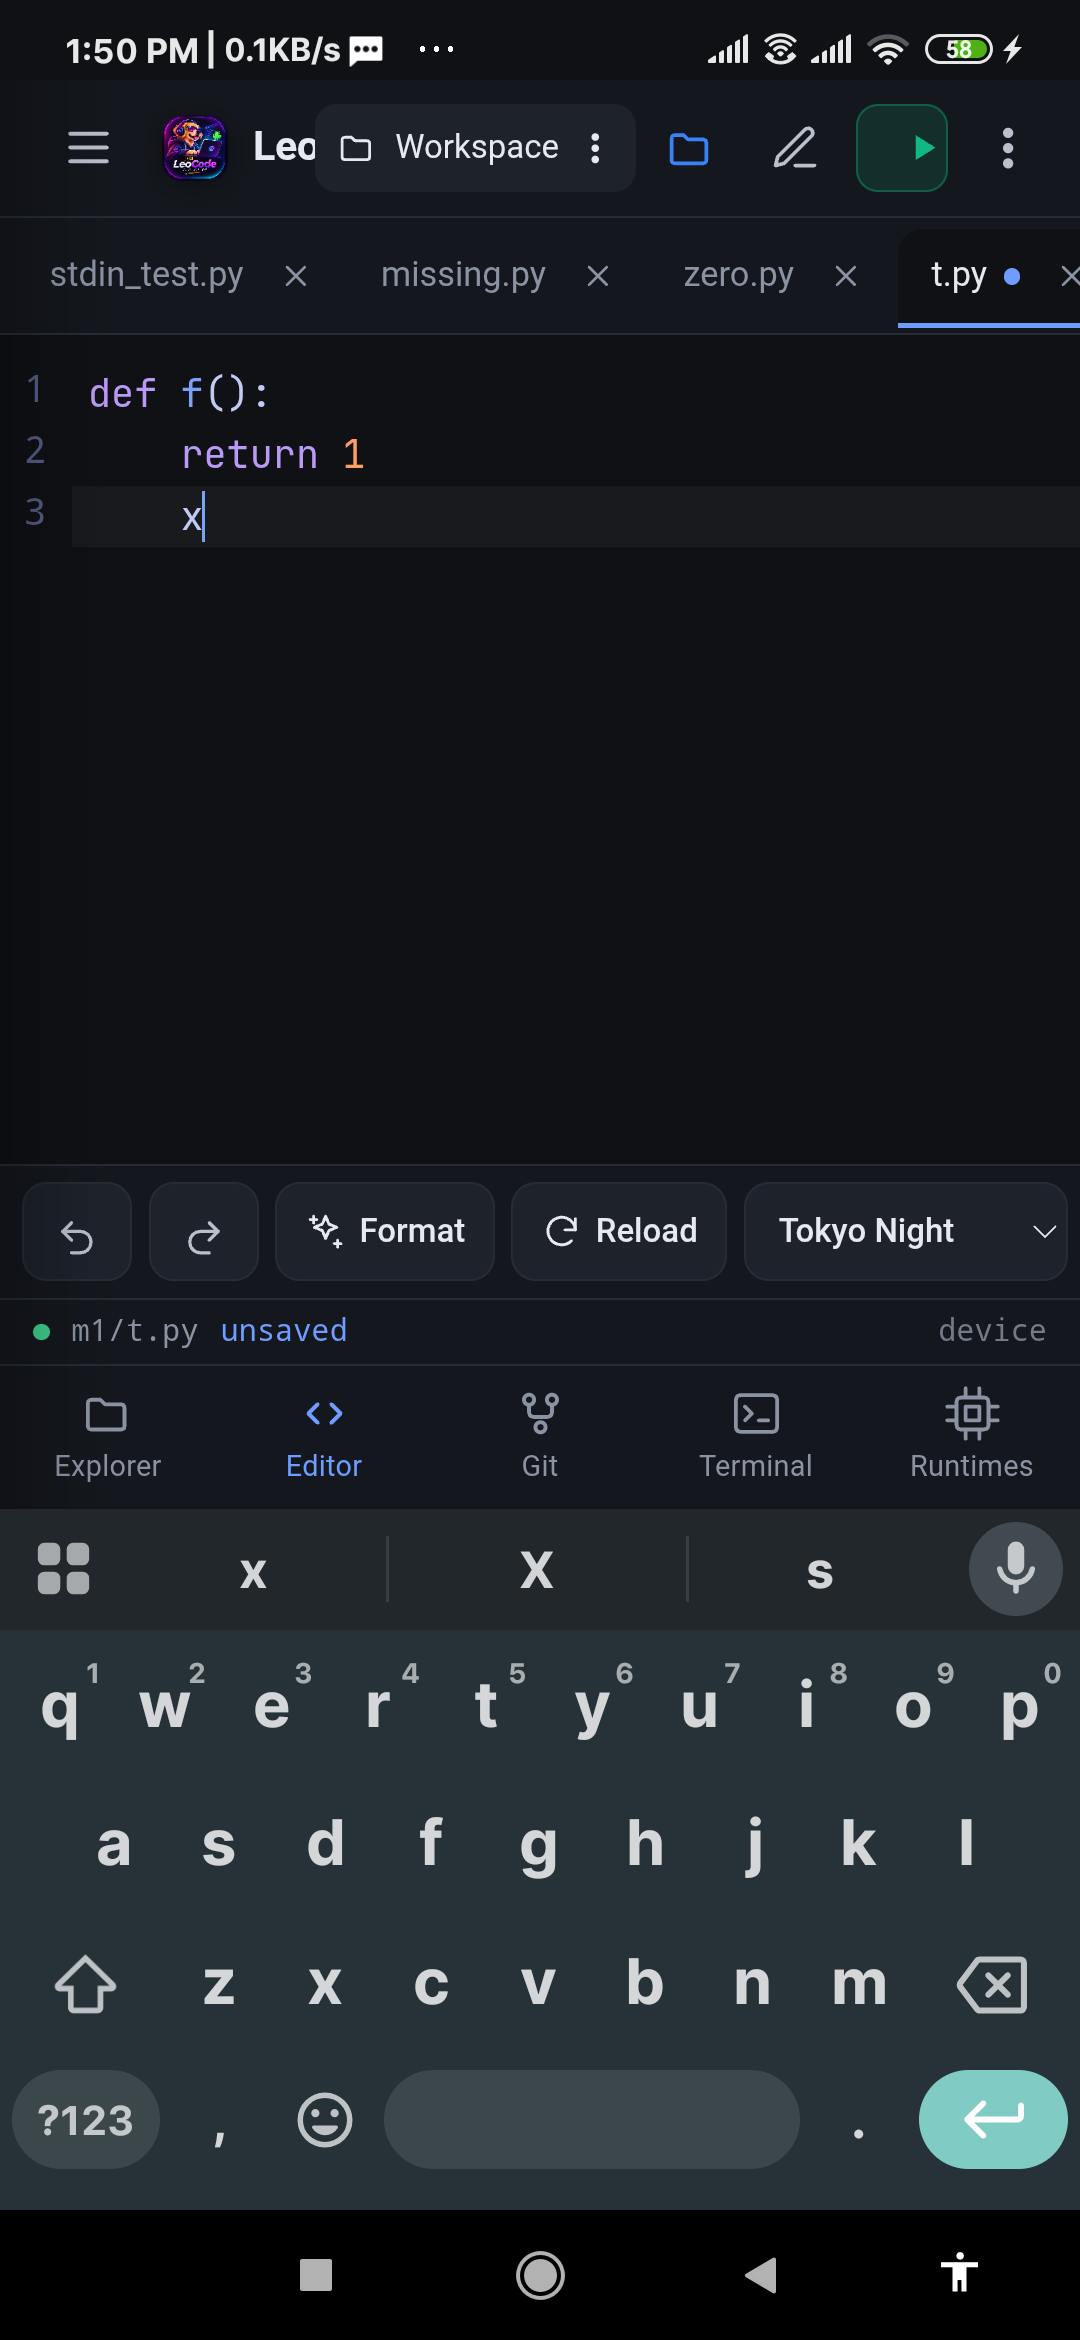 1:50 PM | 0.1KB/s
58
LeoCode
Leo
Workspace
stdin_test.py
missing.py
zero.py
t.py
1 def f():
2     return 1
3     x
Format
Reload
Tokyo Night
m1/t.py unsaved
device
Explorer
Editor
Git
Terminal
Runtimes
x X s
1 2 3 4 5 6 7 8 9 0
q w e r t y u i o p
a s d f g h j k l
z x c v b n m
?123 , .